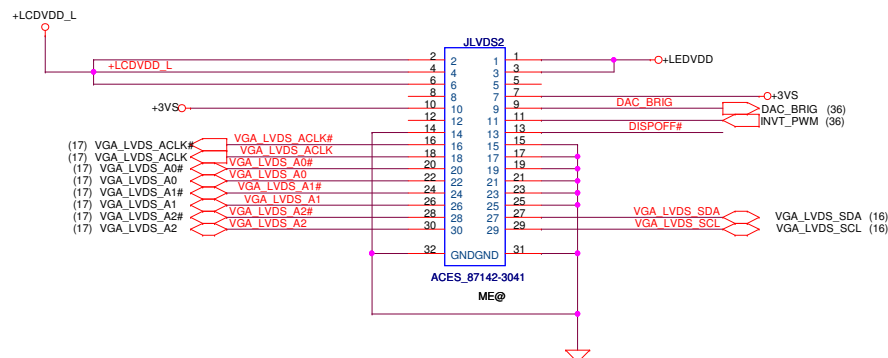 +LCDVDD_L
JLVDS2
2 2 1 1 +LEDVDD
+LCDVDD_L 4 4 3 3
6 6 5 5
8 8 7 7 +3VS
+3VS 10 10 9 9 DAC_BRIG DAC_BRIG (36)
12 12 11 11 INVT_PWM (36)
14 14 13 13 DISPOFF#
(17) VGA_LVDS_ACLK# VGA_LVDS_ACLK# 16 16 15 15
(17) VGA_LVDS_ACLK VGA_LVDS_ACLK 18 18 17 17
(17) VGA_LVDS_A0# VGA_LVDS_A0# 20 20 19 19
(17) VGA_LVDS_A0 VGA_LVDS_A0 22 22 21 21
(17) VGA_LVDS_A1# VGA_LVDS_A1# 24 24 23 23
(17) VGA_LVDS_A1 VGA_LVDS_A1 26 26 25 25
(17) VGA_LVDS_A2# VGA_LVDS_A2# 28 28 27 27 VGA_LVDS_SDA VGA_LVDS_SDA (16)
(17) VGA_LVDS_A2 VGA_LVDS_A2 30 30 29 29 VGA_LVDS_SCL VGA_LVDS_SCL (16)
32 GNDGND 31
ACES_87142-3041
ME@